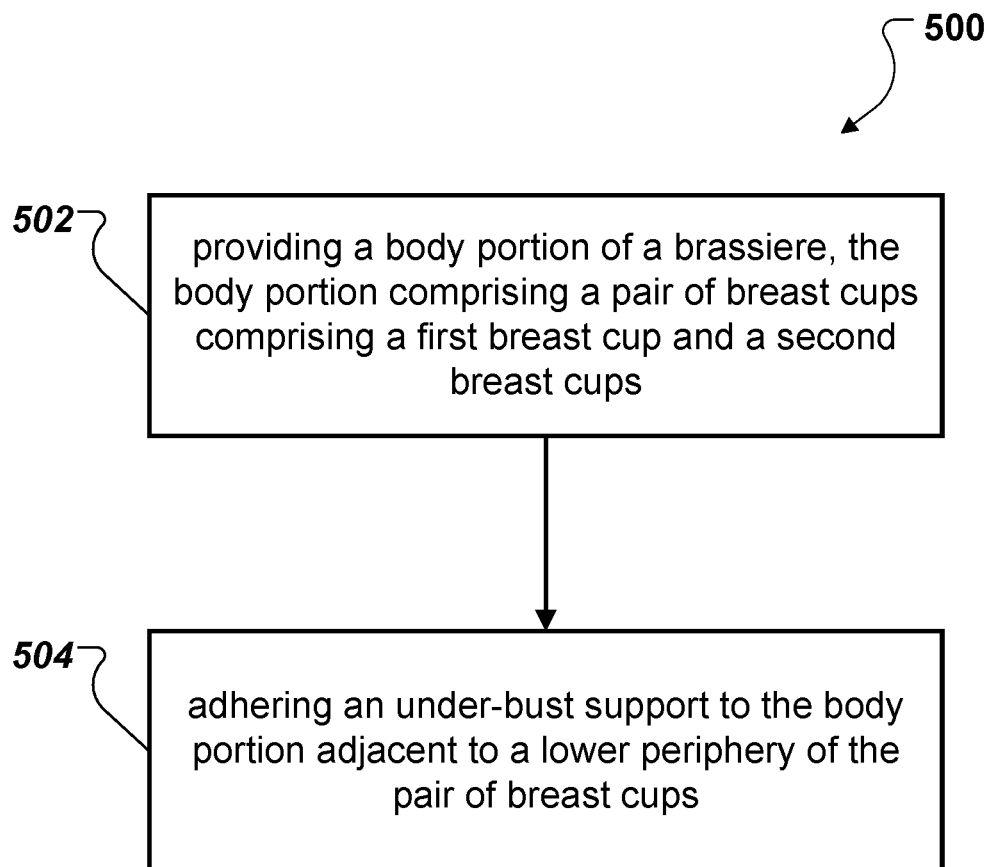 500
502
providing a body portion of a brassiere, the
body portion comprising a pair of breast cups
comprising a first breast cup and a second
breast cups
504
adhering an under-bust support to the body
portion adjacent to a lower periphery of the
pair of breast cups